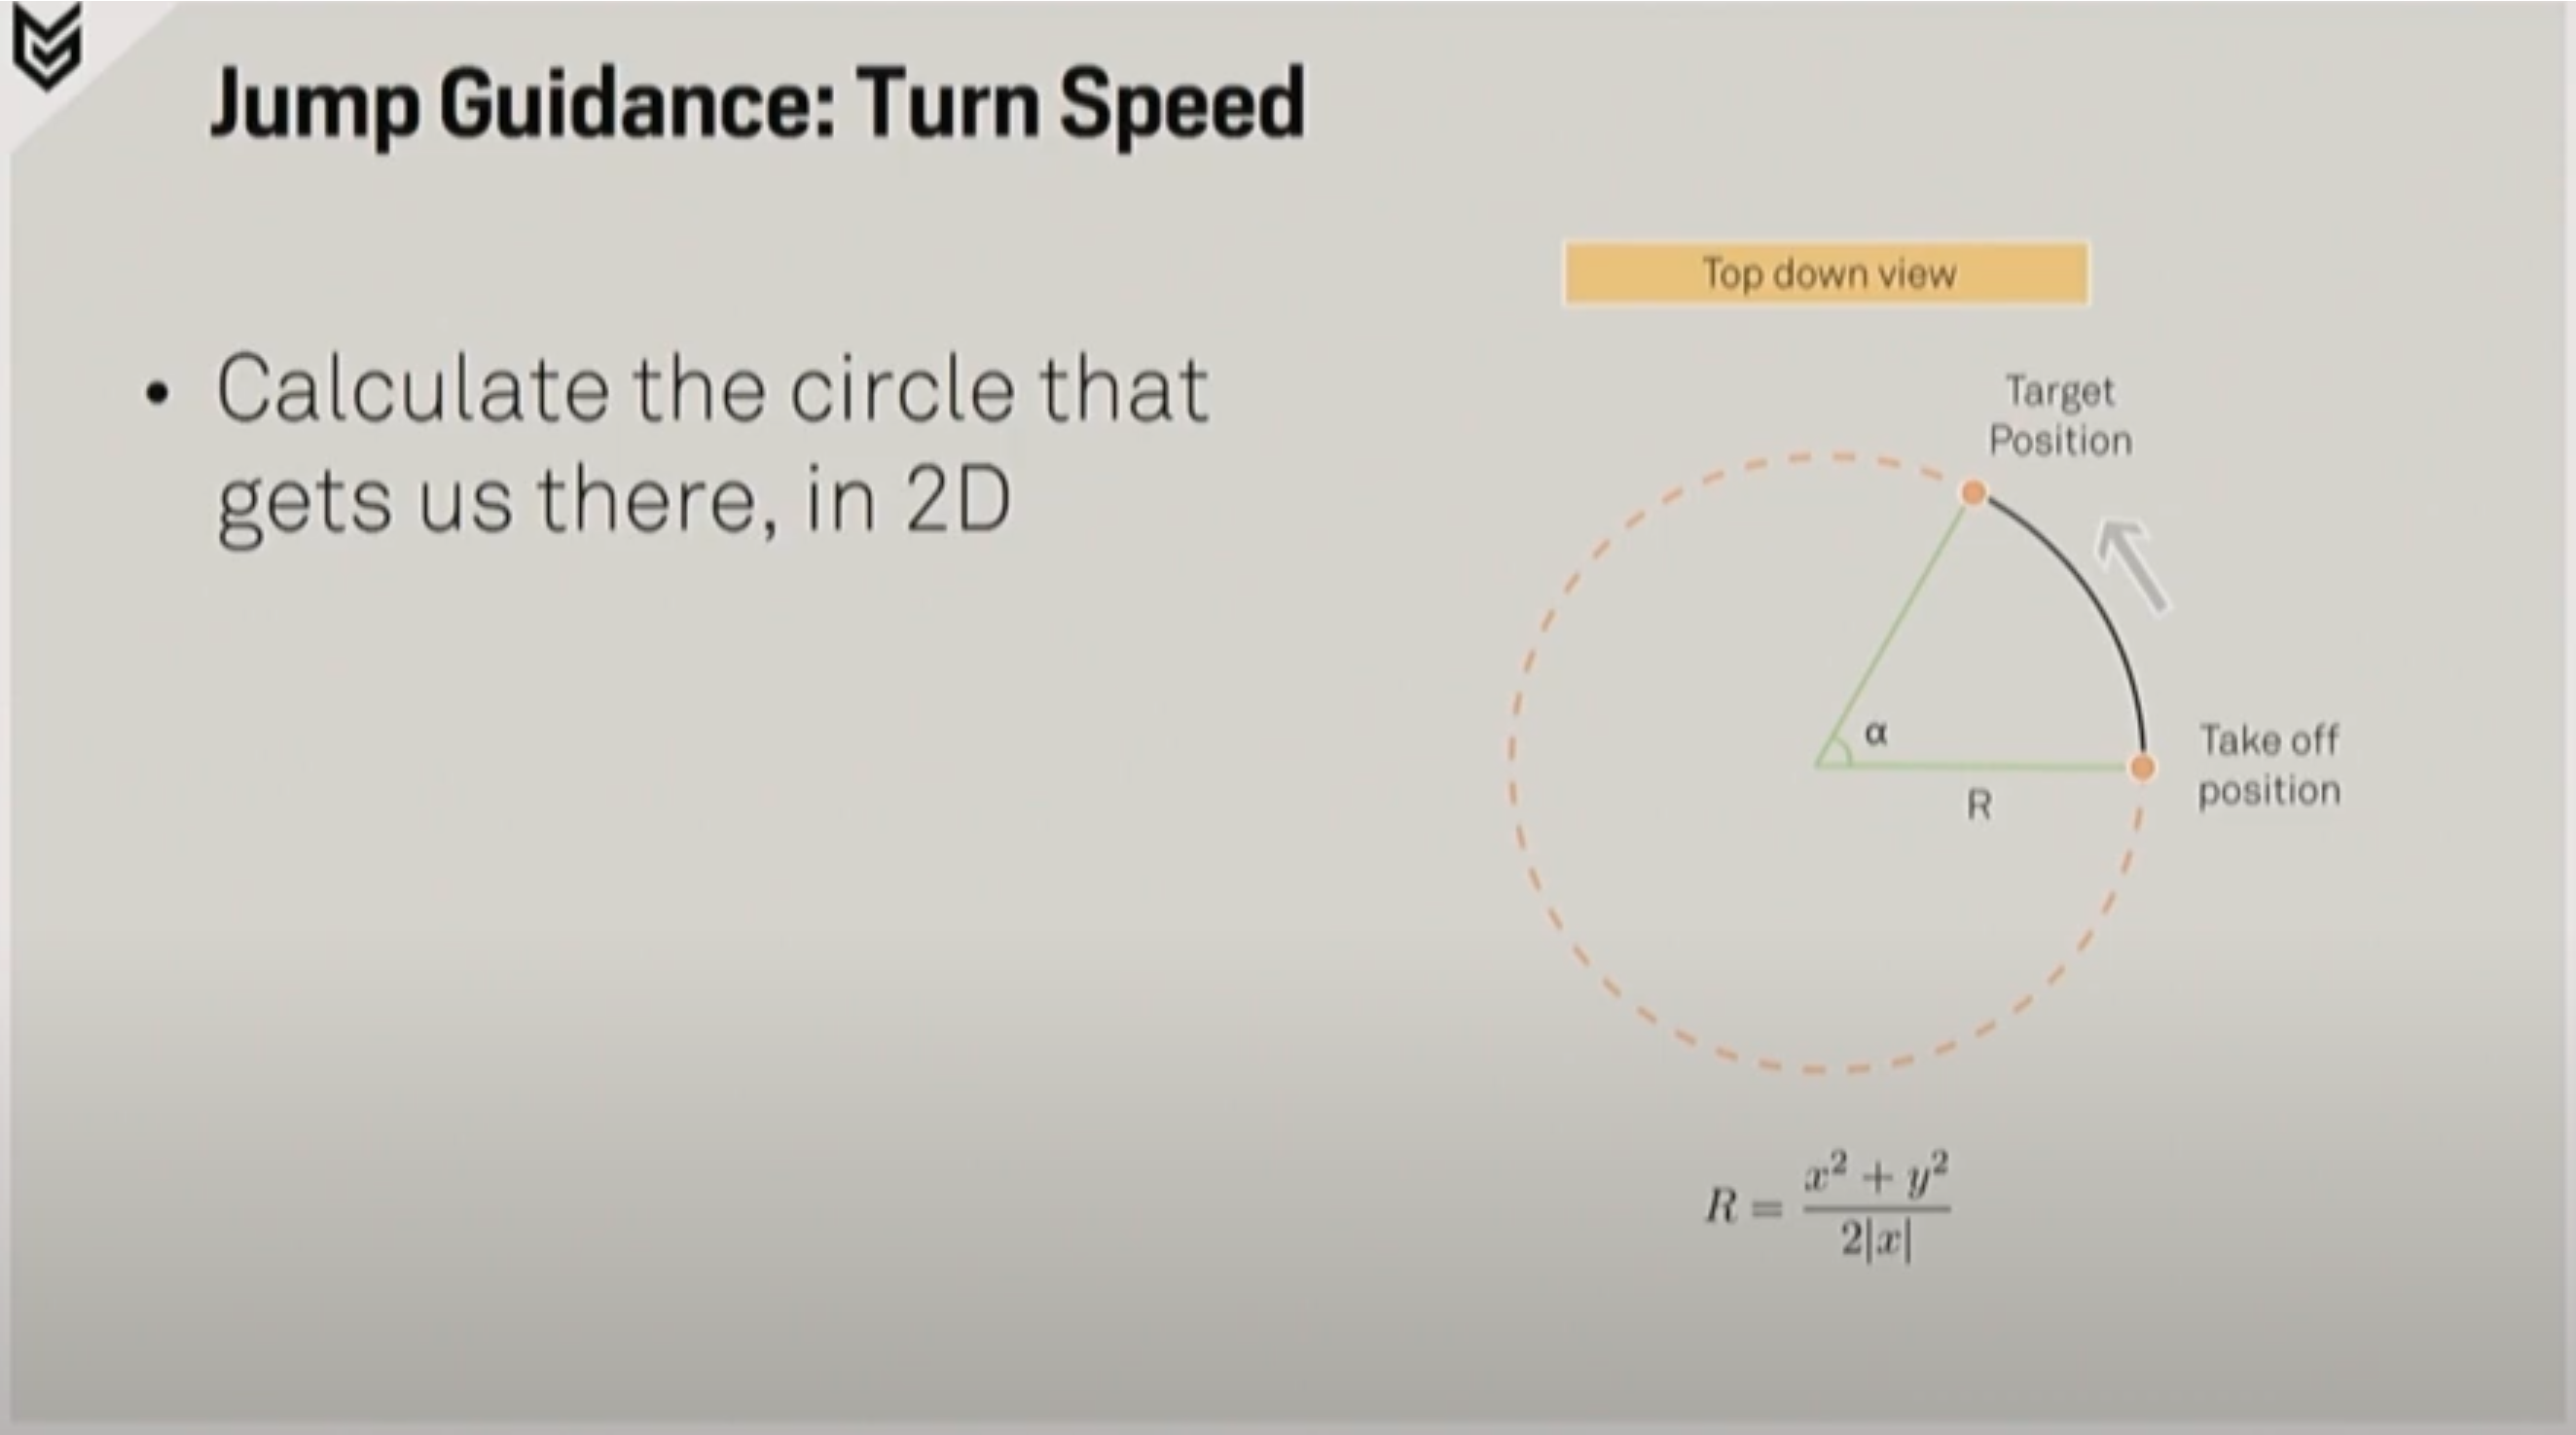 Jump Guidance: Turn Speed
• Calculate the circle that
gets us there, in 2D
Top down view
Target
Position
α
R
Take off
position
R = \frac{x^2 + y^2}{2|x|}